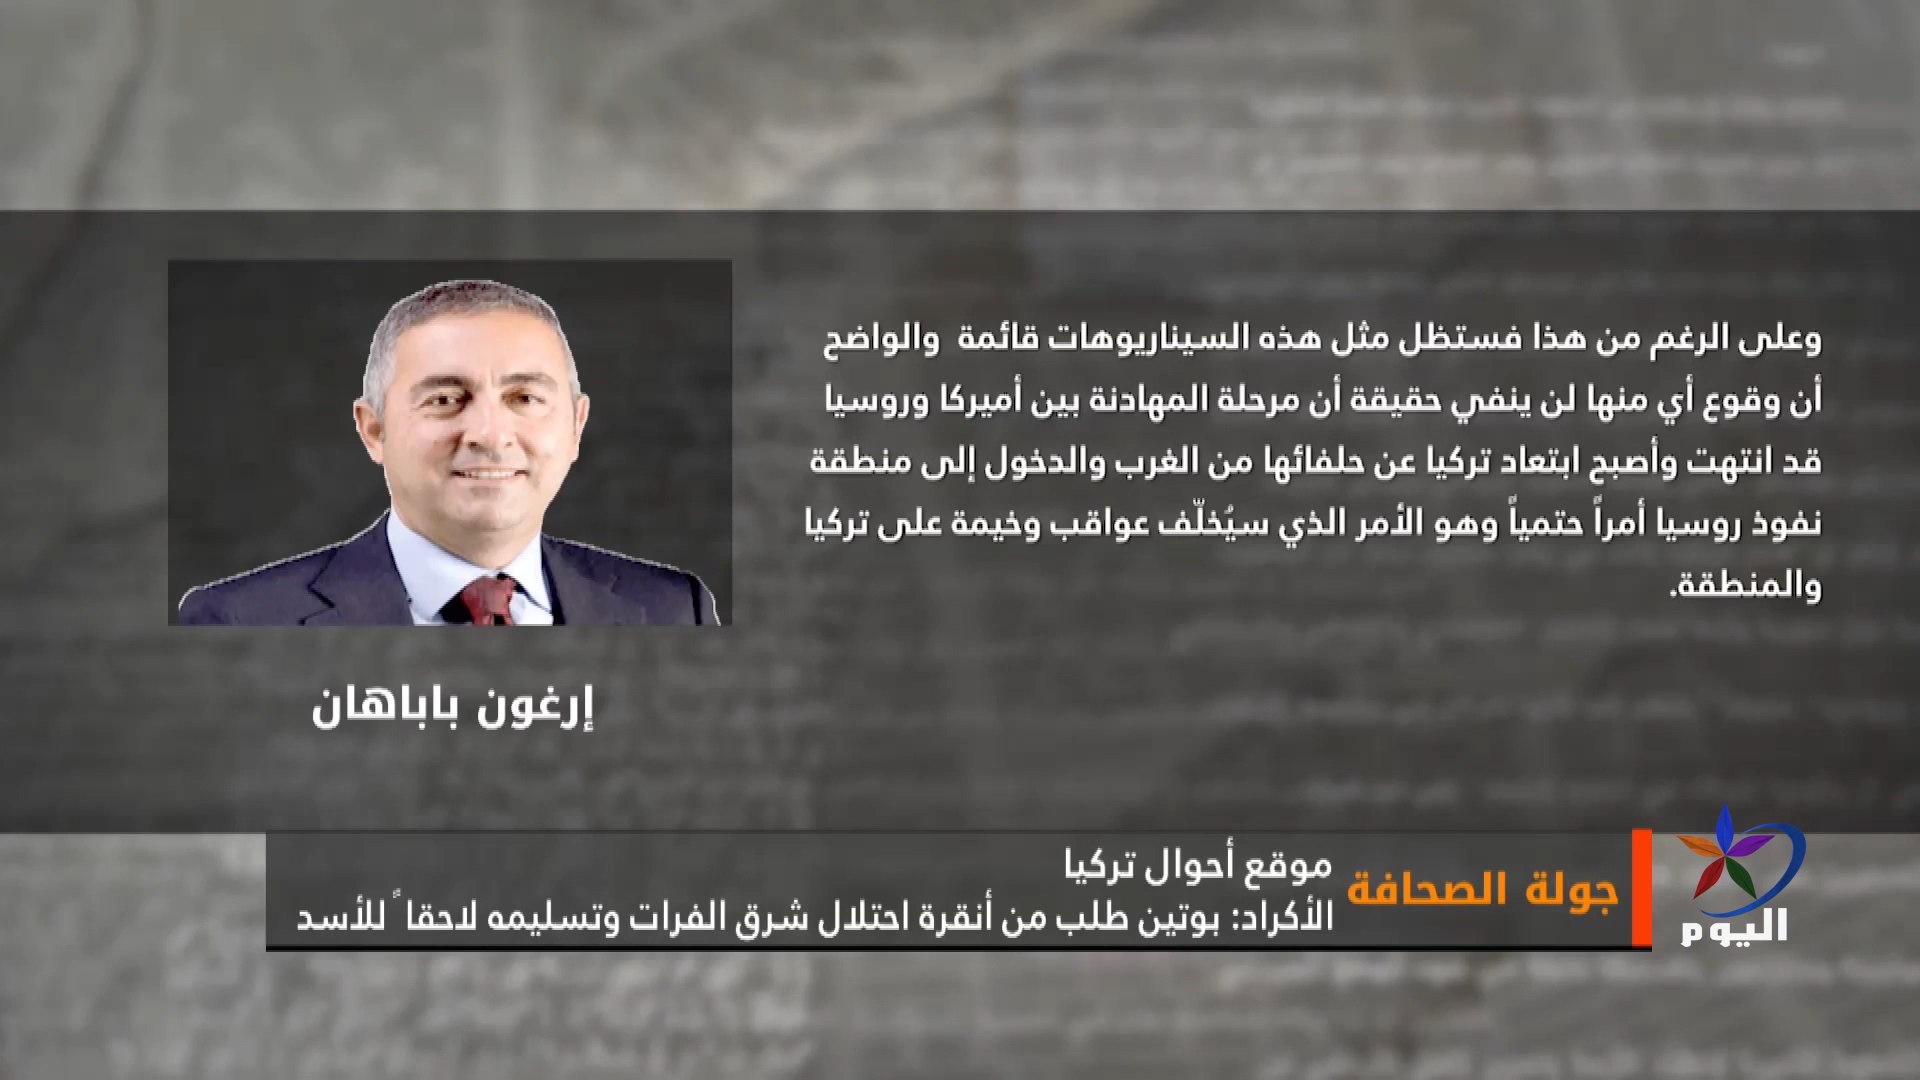 وعلى الرغم من هذا فستظل مثل هذه السيناريوهات قائمة والواضح
أن وقوع أي منها لن ينفي حقيقة أن مرحلة المهادنة بين أميركا وروسيا
قد انتهت وأصبح ابتعاد تركيا عن حلفائها من الغرب والدخول إلى منطقة
نفوذ روسيا أمراً حتمياً وهو الأمر الذي سيُخلّف عواقب وخيمة على تركيا
والمنطقة.
إرغون باباهان
جولة الصحافة
موقع أحوال تركيا
الأكراد: بوتين طلب من أنقرة احتلال شرق الفرات وتسليمه لاحقا ً للأسد
اليوم